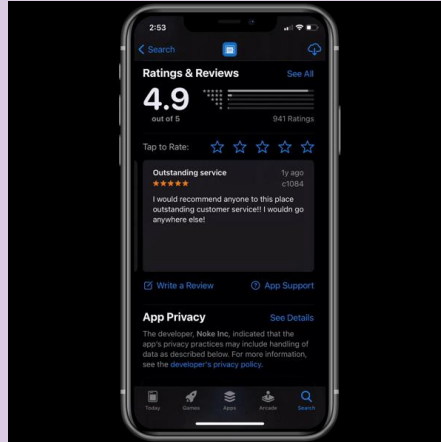 2:53
Search
Ratings & Reviews See All
4.9
out of 5 941 Ratings
Tap to Rate:
Outstanding service 1y ago
c1084
I would recommend anyone to this place
outstanding customer service!! I wouldn go
anywhere else!
Write a Review App Support
App Privacy See Details
The developer, Noke Inc, indicated that the
app's privacy practices may include handling of
data as described below. For more information,
see the developer's privacy policy.
Today Games Apps Arcade Search